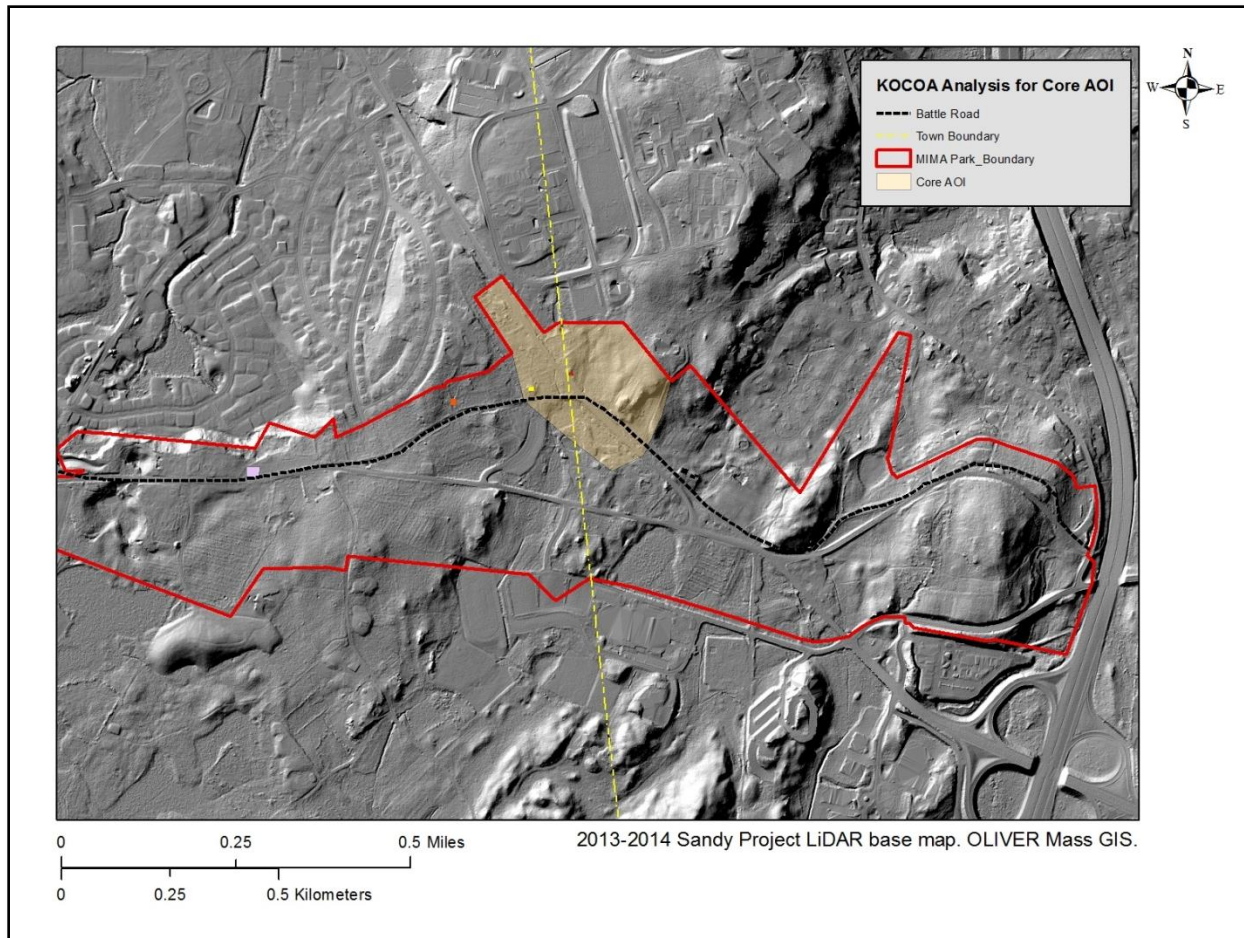 N
W E
S
KOCOA Analysis for Core AOI
Battle Road
Town Boundary
MIMA Park_Boundary
Core AOI
2013-2014 Sandy Project LiDAR base map. OLIVER Mass GIS.
0 0.25 0.5 Miles
0 0.25 0.5 Kilometers